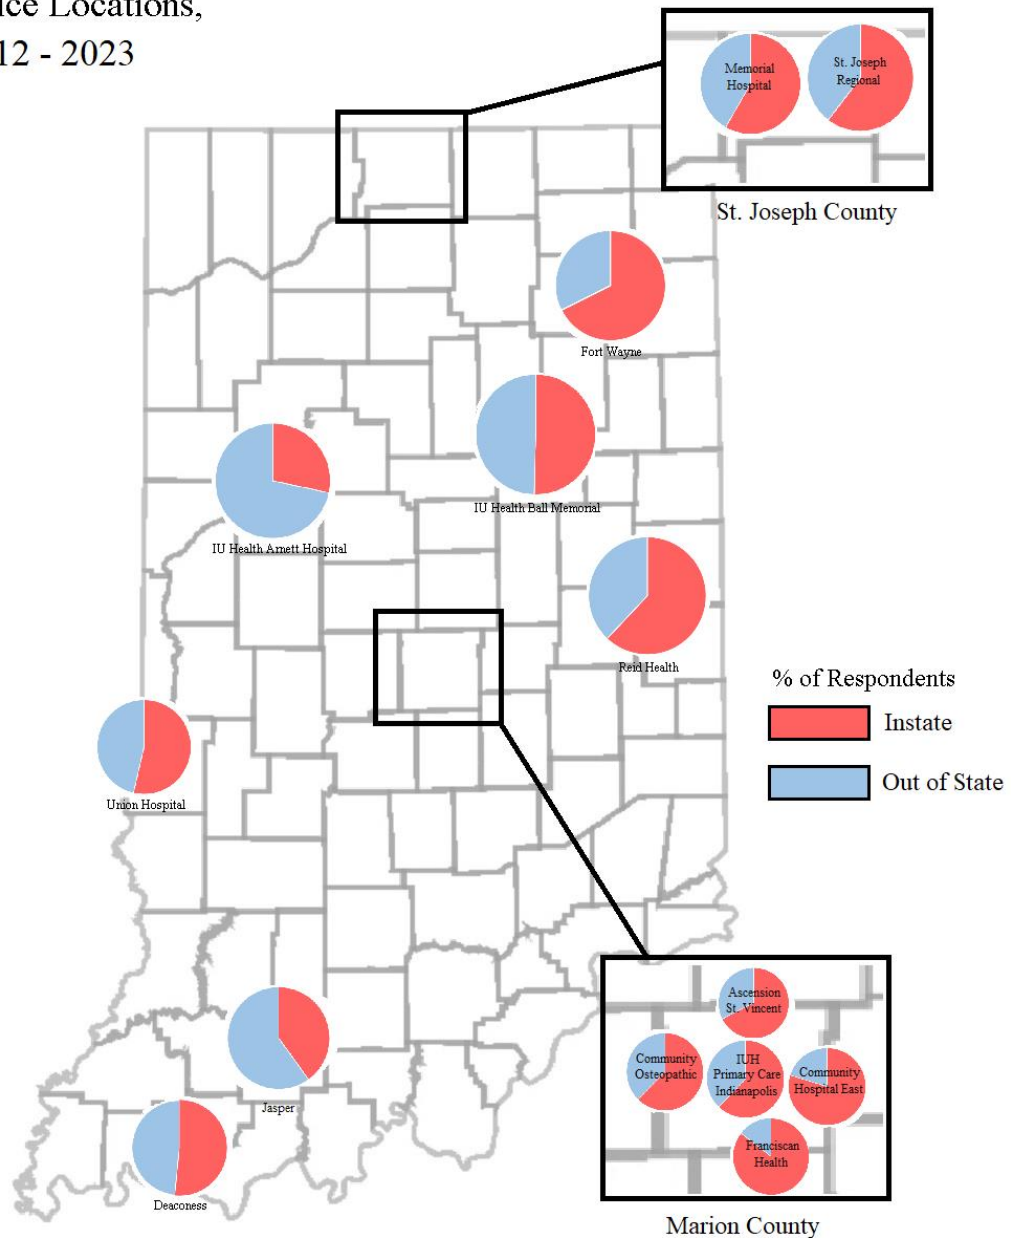 ice Locations,
12 - 2023
Memorial
Hospital
St. Joseph
Regional
St. Joseph County
Fort Wayne
IU Health Ball Memorial
IU Health Arnett Hospital
Reid Health
% of Respondents
Instate
Out of State
Union Hospital
Ascension
St. Vincent
Community
Osteopathic
IUH
Primary Care
Indianapolis
Community
Hospital East
Franciscan
Health
Jasper
Deaconess
Marion County